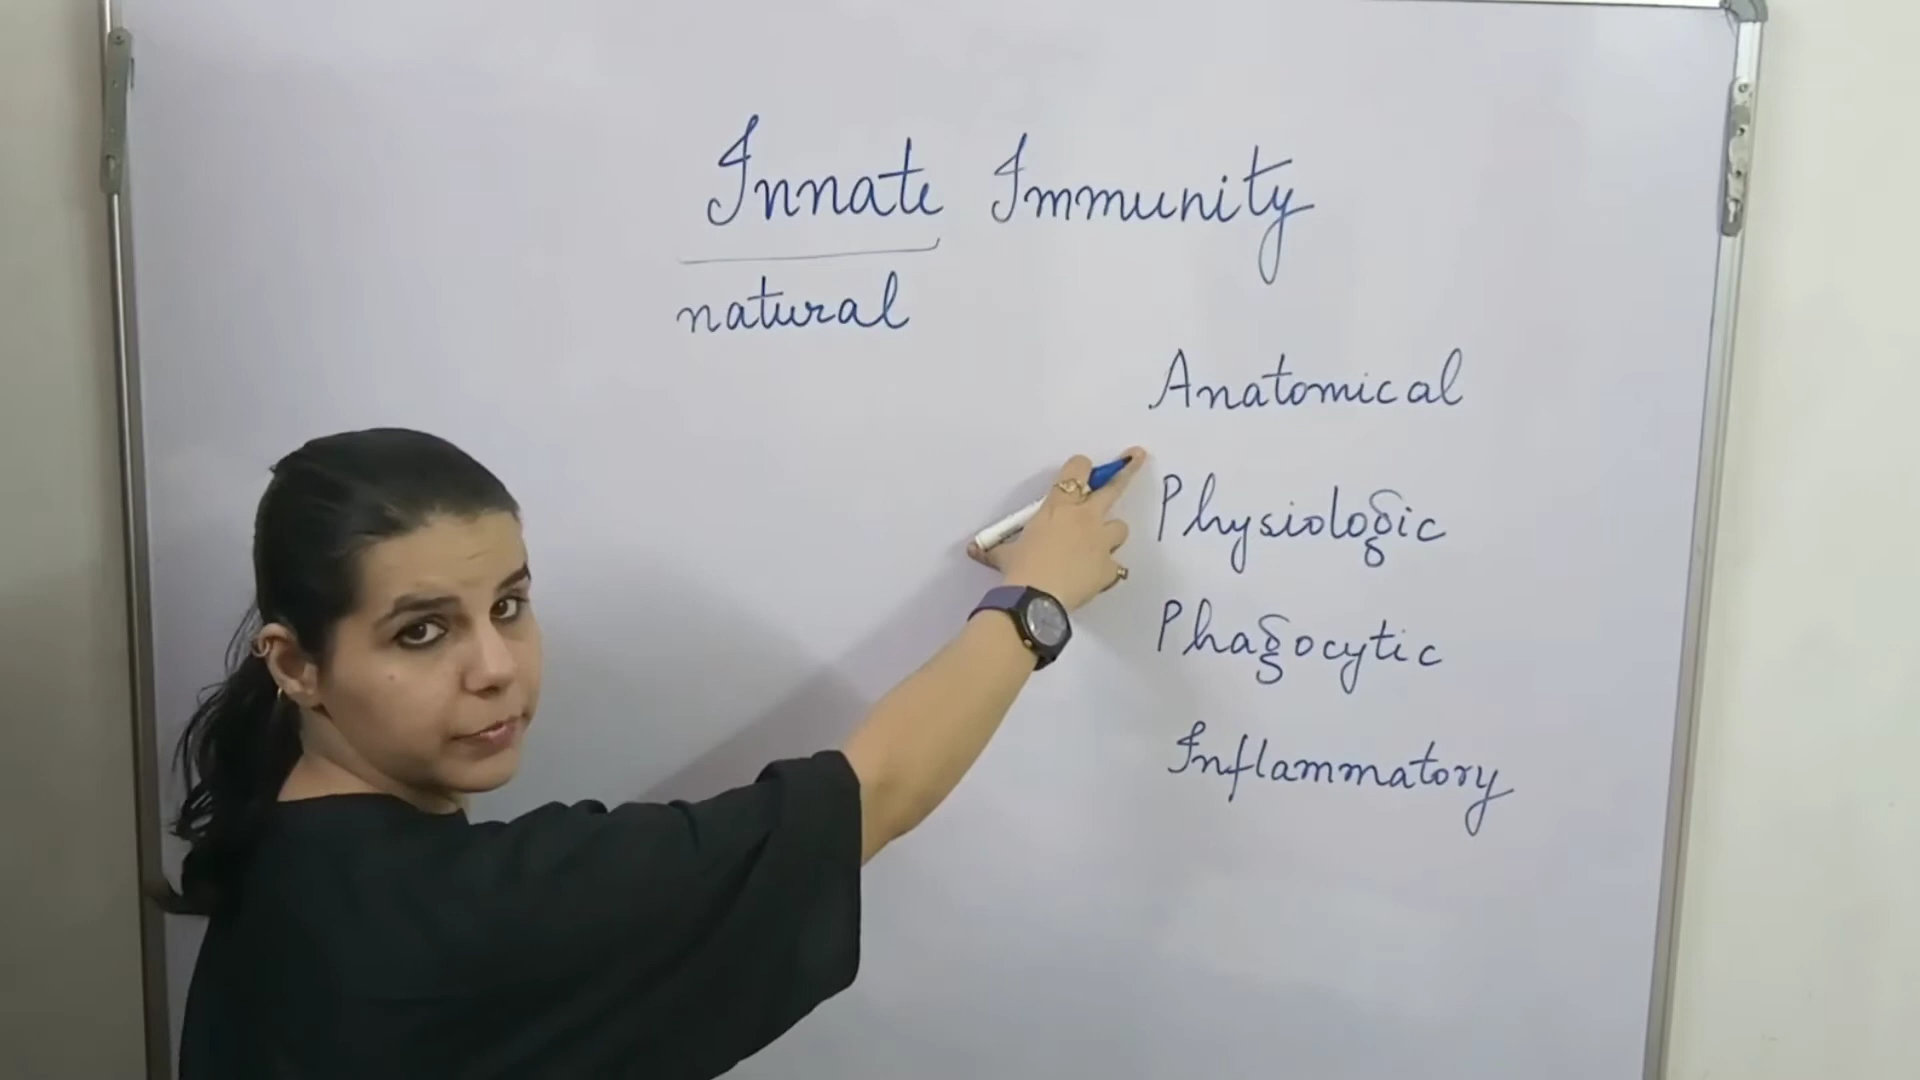 Innate Immunity
natural
Anatomical
Physiologic
Phagocytic
Inflammatory